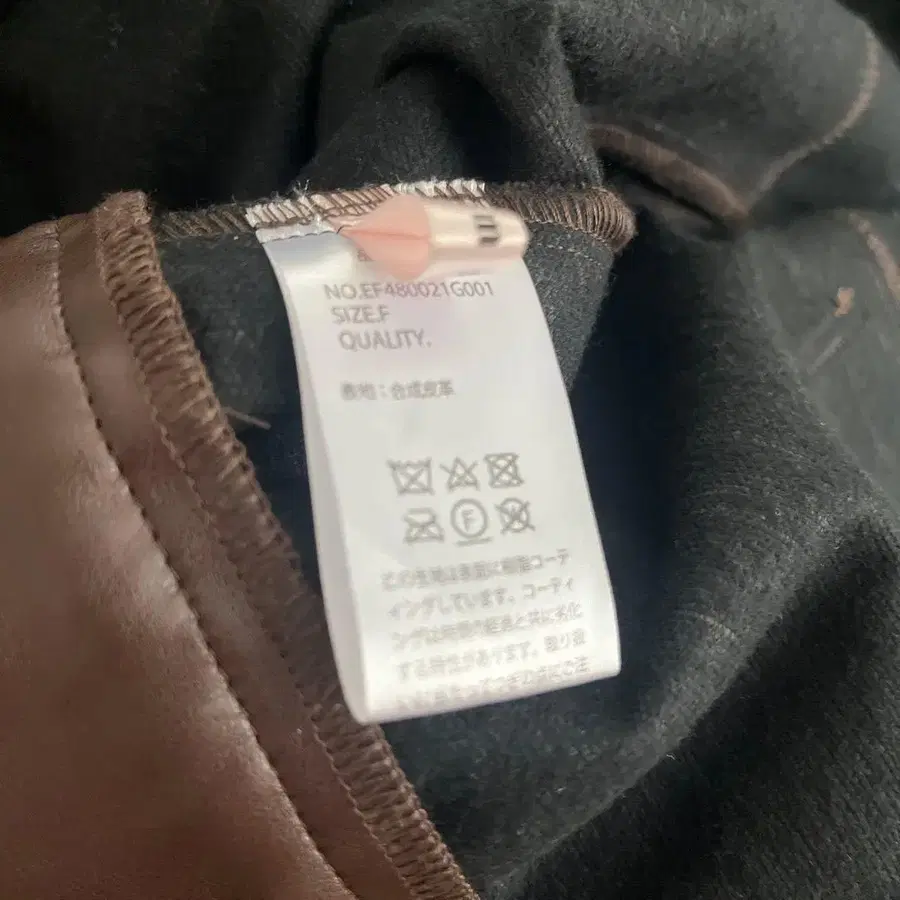 NO.EF480021G001
SIZE.F
QUALITY.
表地：合成皮革
F
この生地は表面に樹脂コーテ
ィングしています。コーティ
ングは時間の経過と共に劣化
する特性があります。取り扱